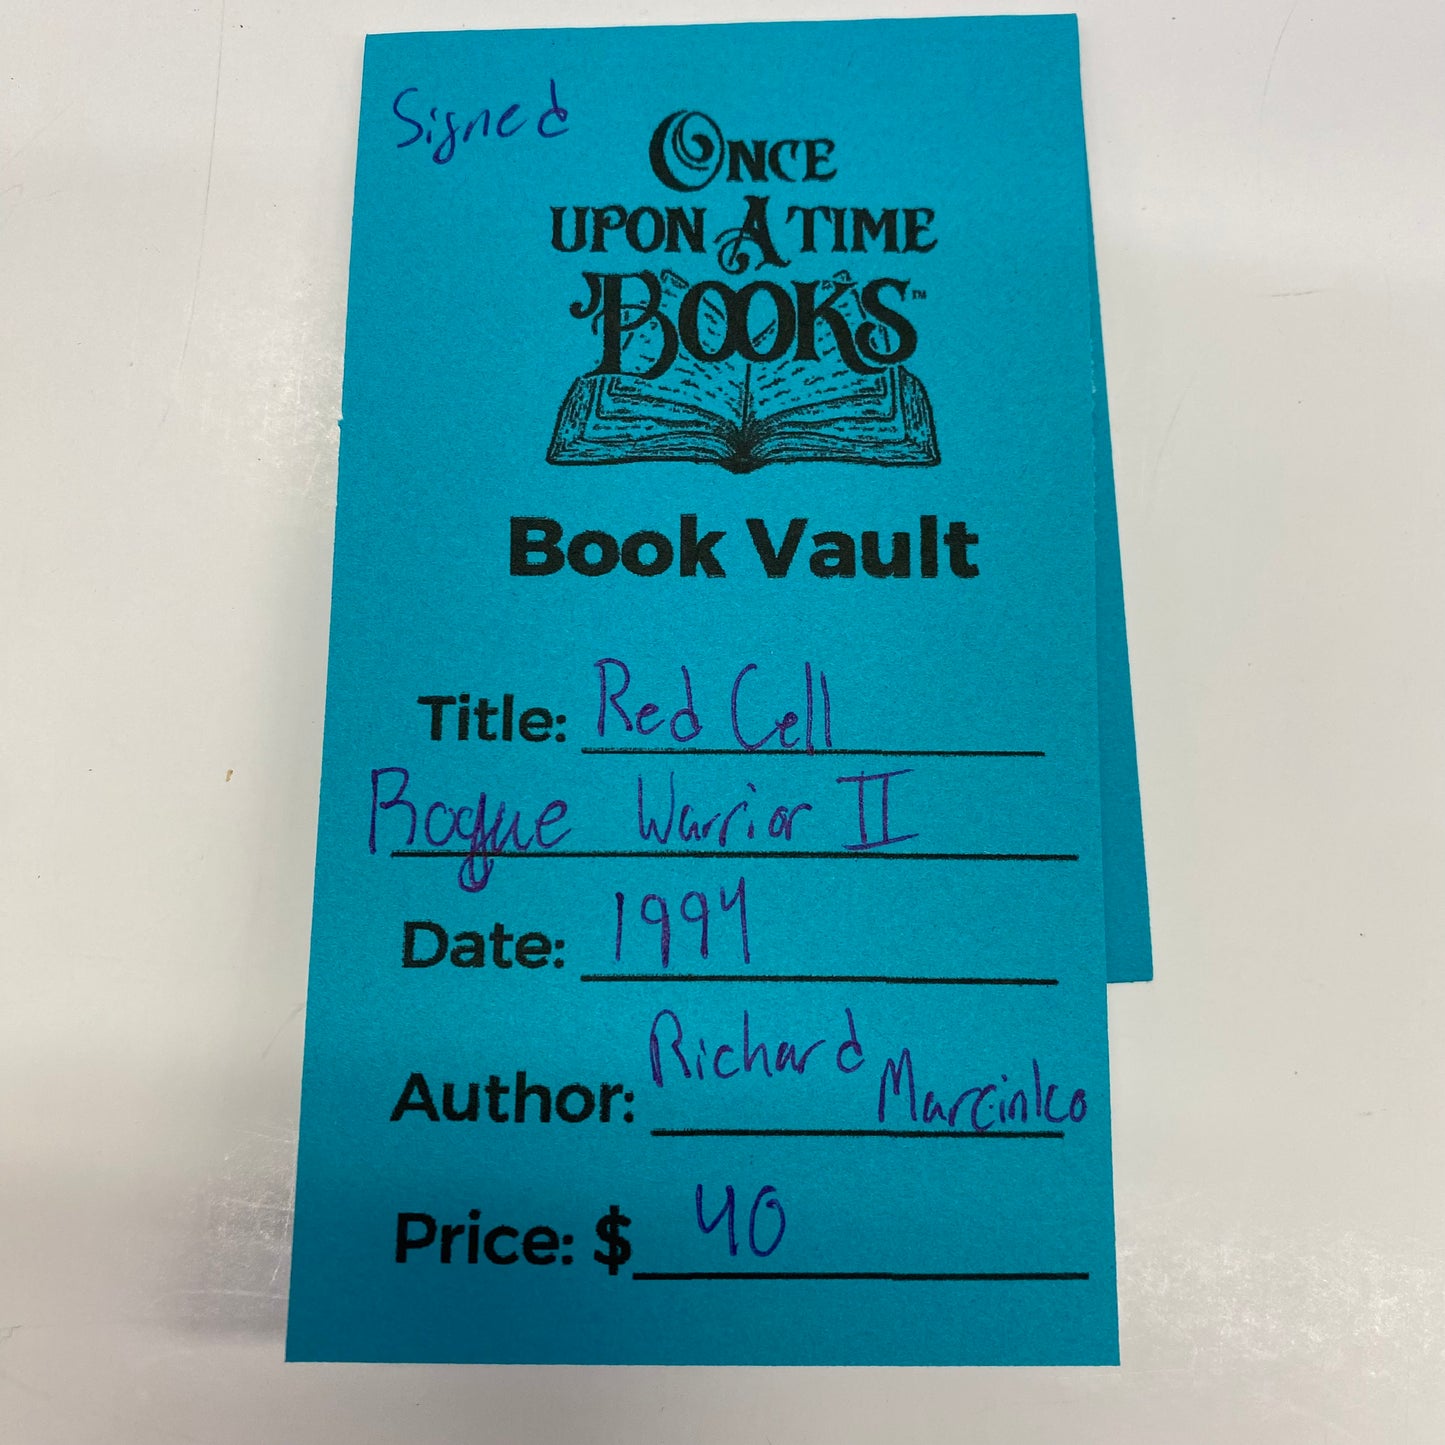 Signed
ONCE
UPON A TIME
BOOKS™
Book Vault
Title: Red Cell
Rogue Warrior II
Date: 1994
Author: Richard Marcinko
Price: $ 40